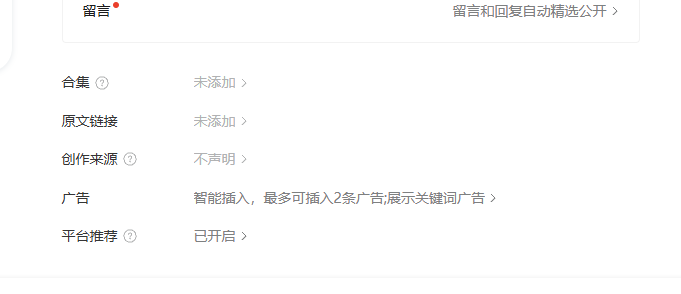 留言 留言和回复自动精选公开
合集 未添加
原文链接 未添加
创作来源 不声明
广告 智能插入，最多可插入2条广告;展示关键词广告
平台推荐 已开启